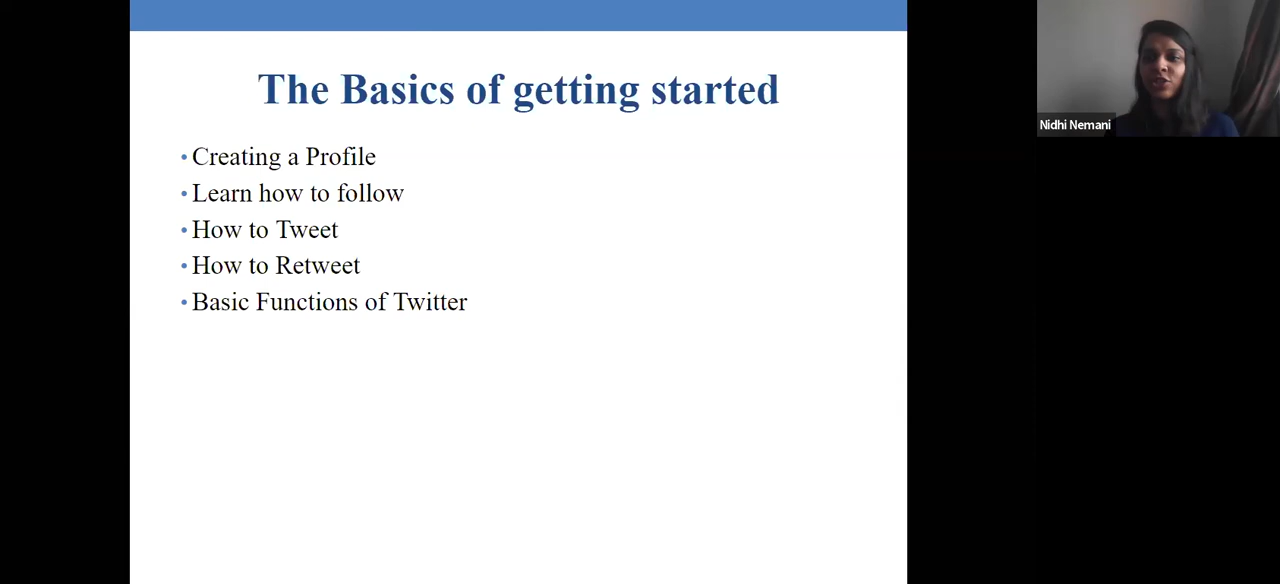 The Basics of getting started
• Creating a Profile
• Learn how to follow
• How to Tweet
• How to Retweet
• Basic Functions of Twitter
Nidhi Nemani